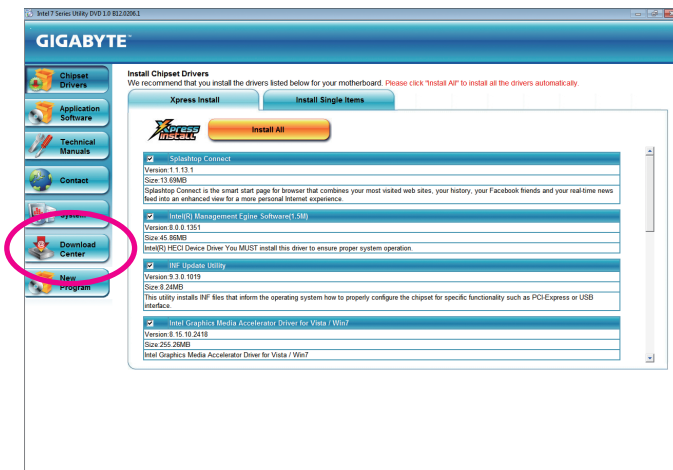 Intel 7 Series Utility DVD 1.0 B12.0206.1
GIGABYTE™
Chipset
Drivers
Application
Software
Technical
Manuals
Contact
System
Download
Center
New
Program
Install Chipset Drivers
We recommend that you install the drivers listed below for your motherboard. Please click "Install All" to install all the drivers automatically.
Xpress Install
Install Single Items
Xpress
Install
Install All
Splashtop Connect
Version:1.1.13.1
Size:13.69MB
Splashtop Connect is the smart start page for browser that combines your most visited web sites, your history, your Facebook friends and your real-time news
feed into an enhanced view for a more personal Internet experience.
Intel(R) Management Egine Software(1.5M)
Version:8.0.0.1351
Size:45.86MB
Intel(R) HECI Device Driver You MUST install this driver to ensure proper system operation.
INF Update Utility
Version:9.3.0.1019
Size:8.24MB
This utility installs INF files that inform the operating system how to properly configure the chipset for specific functionality such as PCI-Express or USB
interface.
Intel Graphics Media Accelerator Driver for Vista / Win7
Version:8.15.10.2418
Size:255.26MB
Intel Graphics Media Accelerator Driver for Vista / Win7